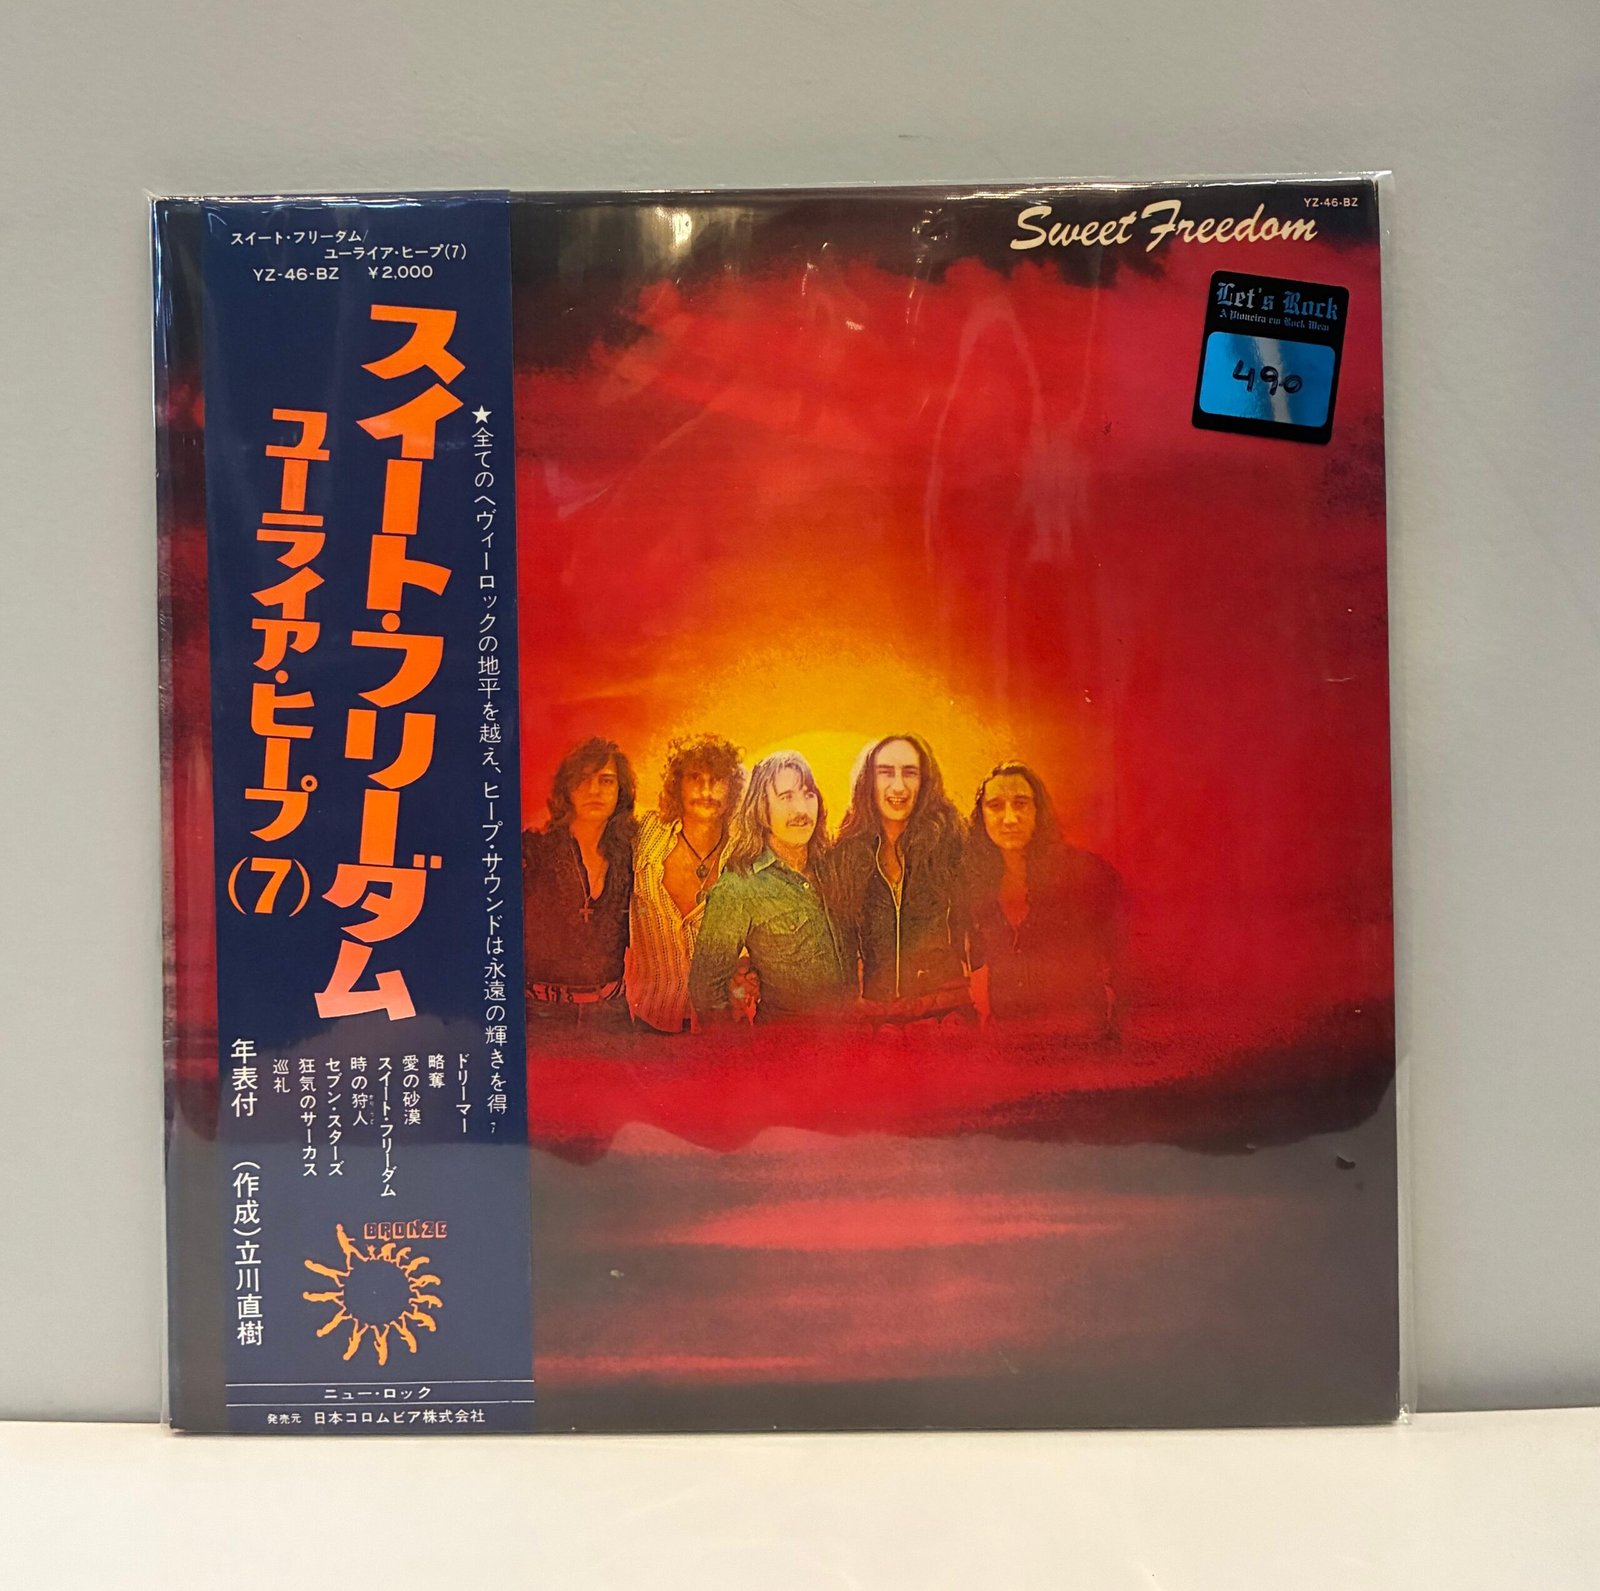 スイート・フリーダム/
ユーライア・ヒープ(7)
YZ-46-BZ ¥2,000
スイート・フリーダム
ユーライア・ヒープ(7)
★全てのヘヴィーロックの地平を越え、ヒープ・サウンドは永遠の輝きを得
ドリーマー
略奪
愛の砂漠
スイート・フリーダム
時の狩人
セブン・スターズ
狂気のサーカス
巡礼
年表付 (作成)立川直樹
BRONZE
ニュー・ロック
発売元 日本コロムビア株式会社
Sweet Freedom
YZ-46-BZ
Let's Rock
A Pioneira em Rock Wear
490